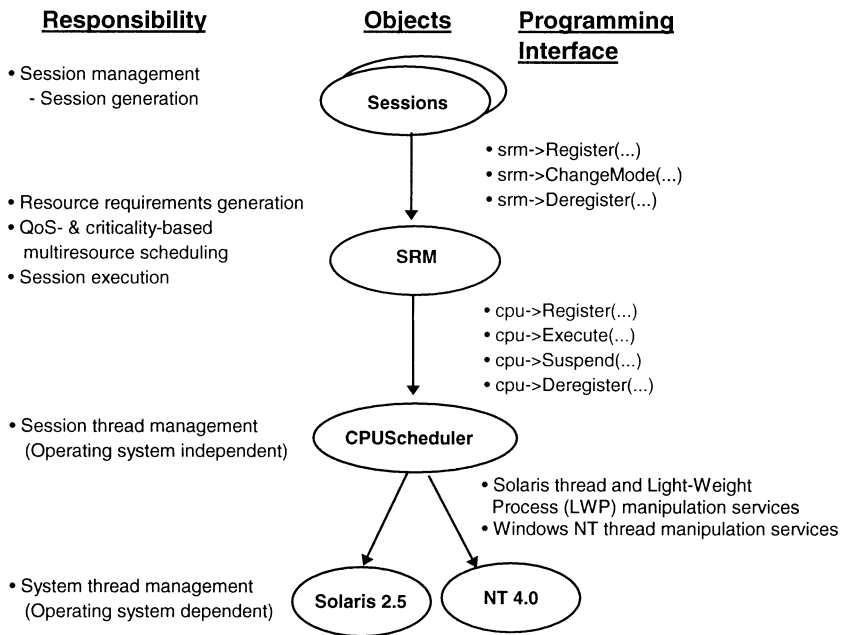 Responsibility
Objects
Programming
Interface
• Session management
- Session generation
Sessions
• srm->Register(...)
• srm->ChangeMode(...)
• srm->Deregister(...)
• Resource requirements generation
• QoS- & criticality-based
multiresource scheduling
• Session execution
SRM
• cpu->Register(...)
• cpu->Execute(...)
• cpu->Suspend(...)
• cpu->Deregister(...)
• Session thread management
(Operating system independent)
CPUScheduler
• Solaris thread and Light-Weight
Process (LWP) manipulation services
• Windows NT thread manipulation services
• System thread management
(Operating system dependent)
Solaris 2.5
NT 4.0